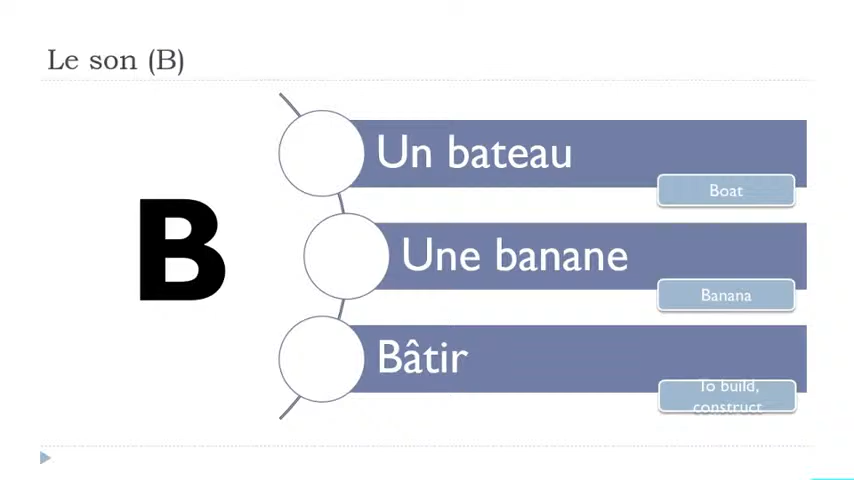 Le son (B)
B
Un bateau
Boat
Une banane
Banana
Bâtir
To build,
construct